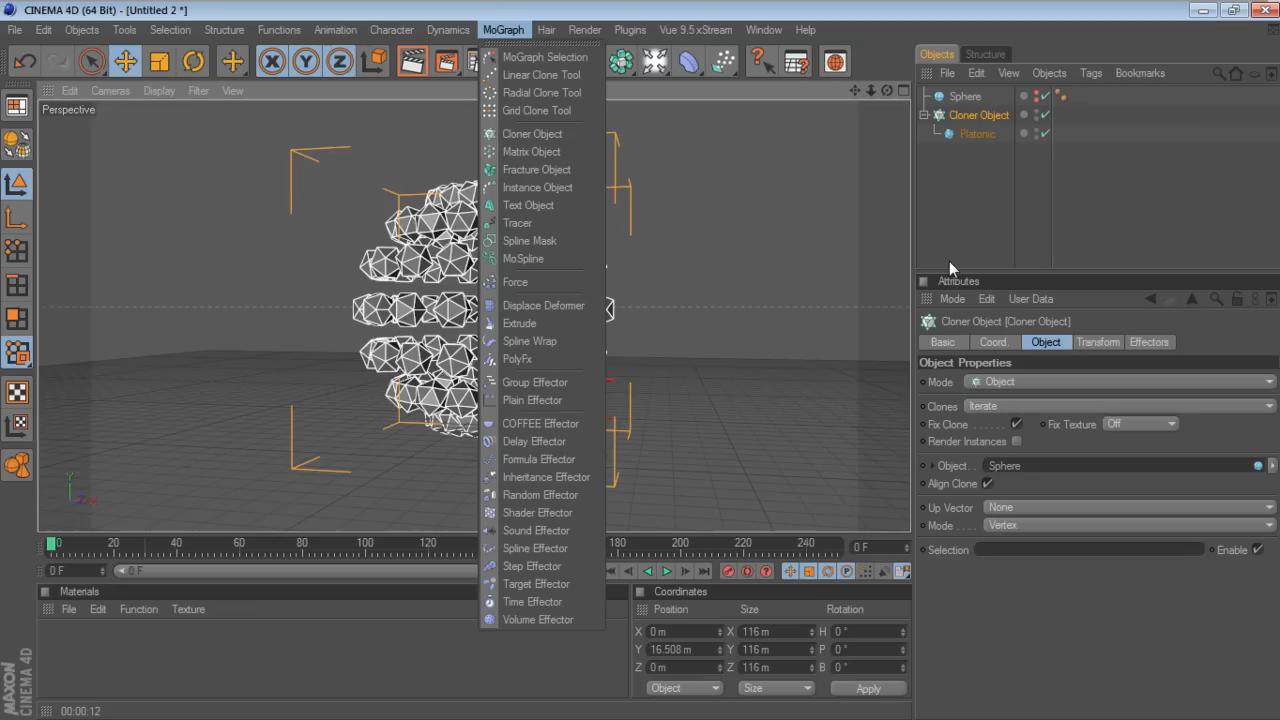 CINEMA 4D (64 Bit) - [Untitled 2 *]
File Edit Objects Tools Selection Structure Functions Animation Character Dynamics MoGraph Hair Render Plugins Vue 9.5 xStream Window Help
Edit Cameras Display Filter View
Perspective
MoGraph Selection
Linear Clone Tool
Radial Clone Tool
Grid Clone Tool
Cloner Object
Matrix Object
Fracture Object
Instance Object
Text Object
Tracer
Spline Mask
MoSpline
Force
Displace Deformer
Extrude
Spline Wrap
PolyFx
Group Effector
Plain Effector
COFFEE Effector
Delay Effector
Formula Effector
Inheritance Effector
Random Effector
Shader Effector
Sound Effector
Spline Effector
Step Effector
Target Effector
Time Effector
Volume Effector
Objects Structure
File Edit View Objects Tags Bookmarks
Sphere
Cloner Object
Platonic
Attributes
Mode Edit User Data
Cloner Object [Cloner Object]
Basic Coord. Object Transform Effectors
Object Properties
Mode Object
Clones Iterate
Fix Clone . . . . . . Fix Texture Off
Render Instances
Object. . Sphere
Align Clone
Up Vector None
Mode . . . . Vertex
Selection Enable
0 20 40 60 80 100 120 180 200 220 240 0 F
0 F 0 F
Materials
File Edit Function Texture
Coordinates
Position Size Rotation
X 0 m X 116 m H 0 °
Y 16.508 m Y 116 m P 0 °
Z 0 m Z 116 m B 0 °
Object Size Apply
MAXON
CINEMA 4D
00:00:12